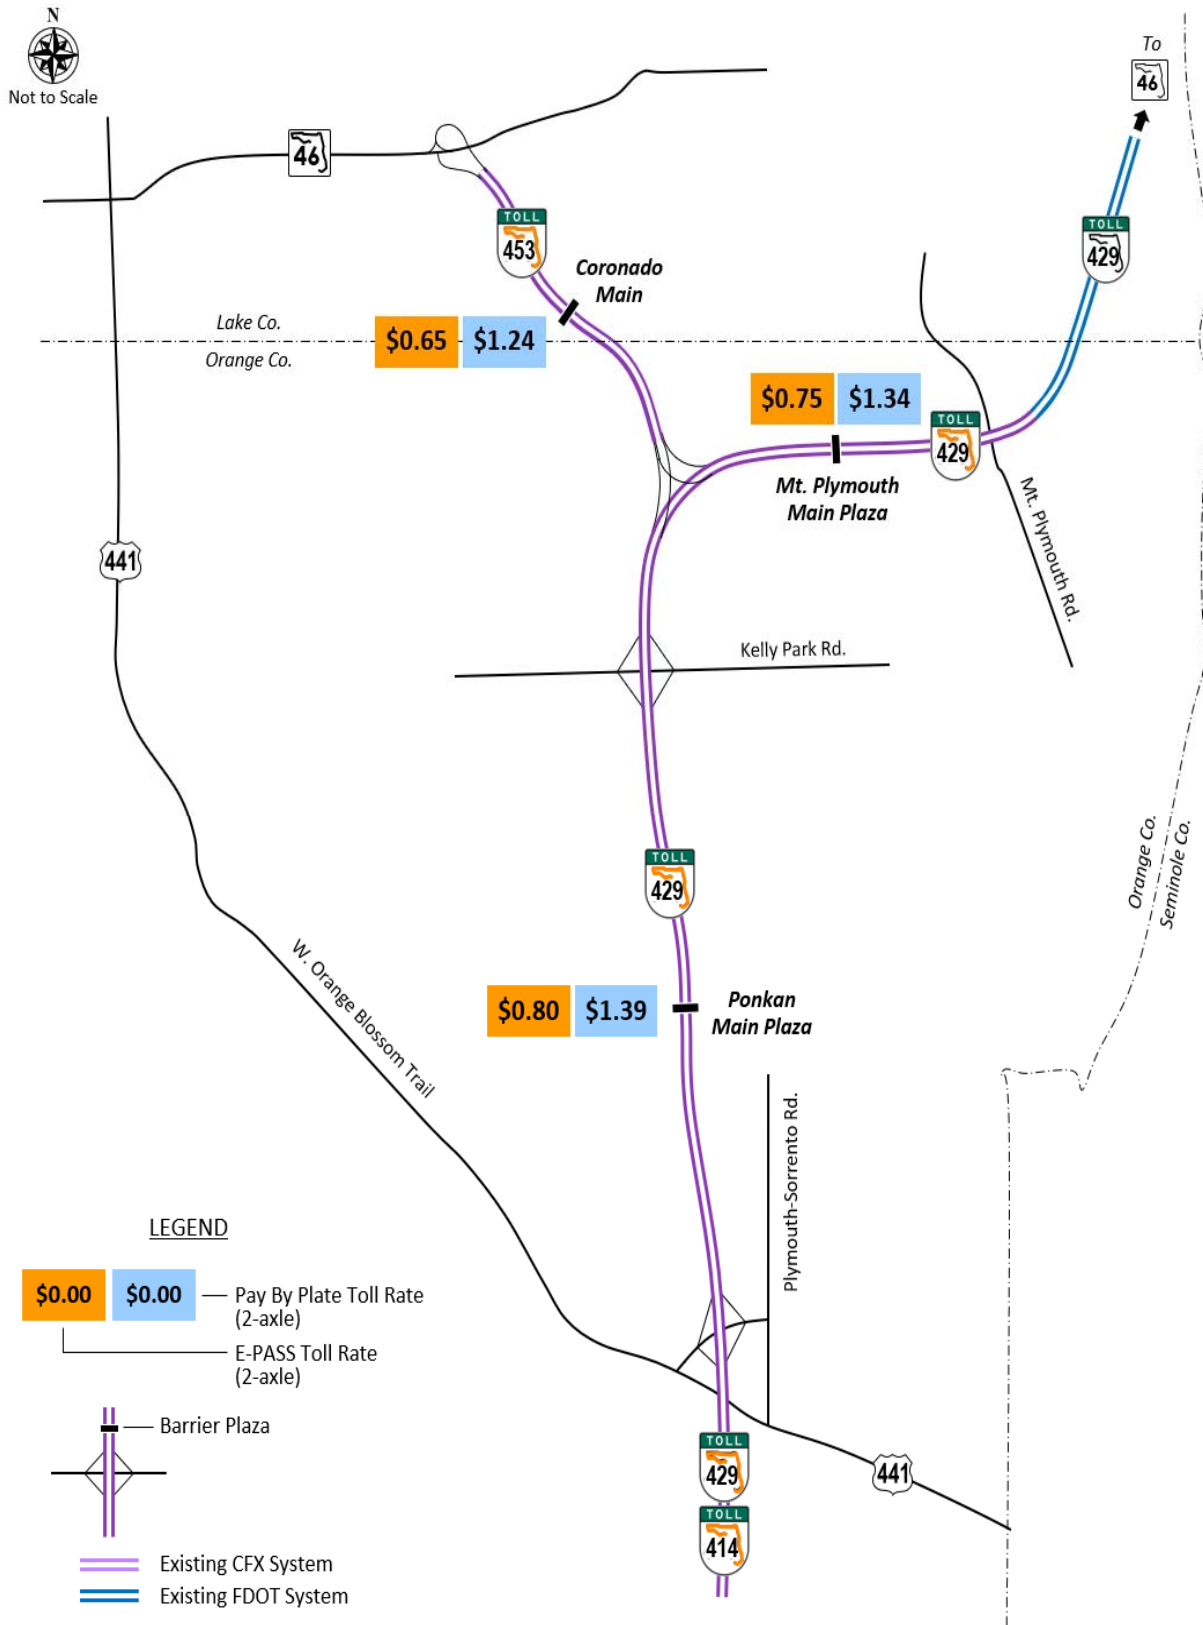 N
Not to Scale
To
46
46
TOLL
453
TOLL
429
Coronado
Main
Lake Co.
Orange Co.
$0.65 $1.24
$0.75 $1.34
TOLL
429
Mt. Plymouth
Main Plaza
Mt. Plymouth Rd.
441
Kelly Park Rd.
TOLL
429
Orange Co.
Seminole Co.
W. Orange Blossom Trail
$0.80 $1.39
Ponkan
Main Plaza
Plymouth-Sorrento Rd.
LEGEND
$0.00 $0.00 Pay By Plate Toll Rate
(2-axle)
E-PASS Toll Rate
(2-axle)
Barrier Plaza
TOLL
429
441
TOLL
414
Existing CFX System
Existing FDOT System